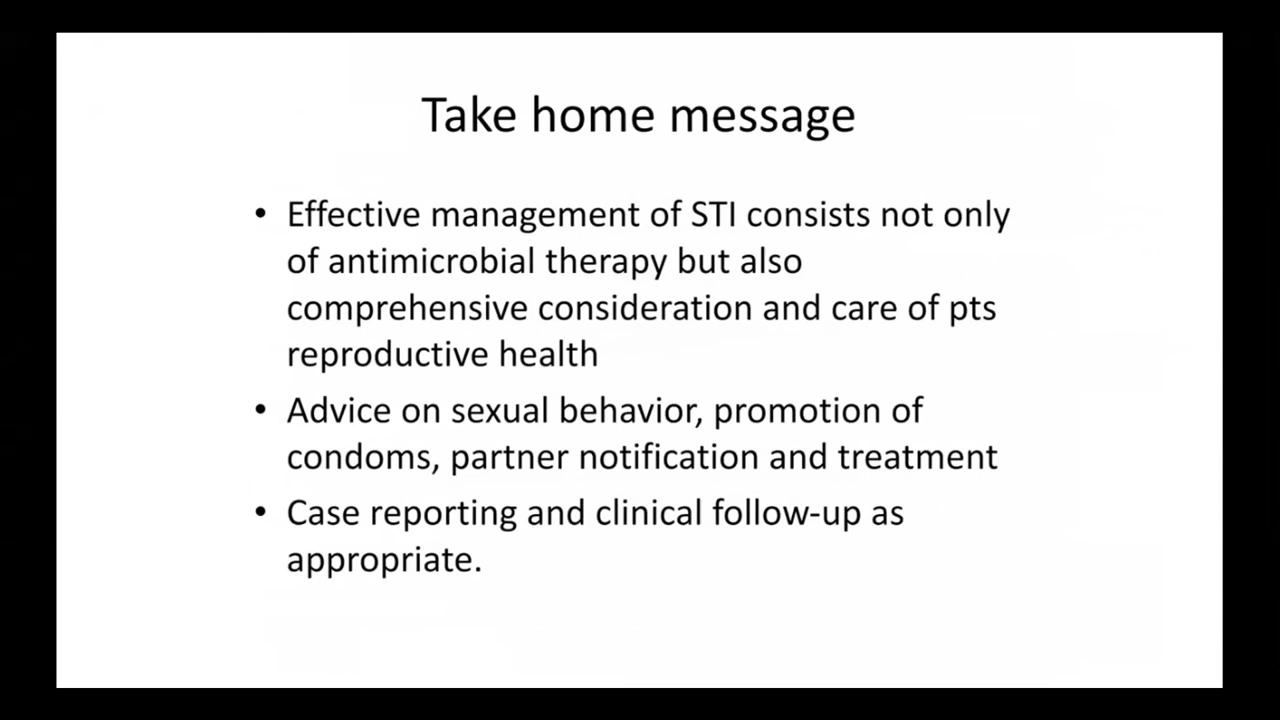 Take home message
• Effective management of STI consists not only
of antimicrobial therapy but also
comprehensive consideration and care of pts
reproductive health
• Advice on sexual behavior, promotion of
condoms, partner notification and treatment
• Case reporting and clinical follow-up as
appropriate.